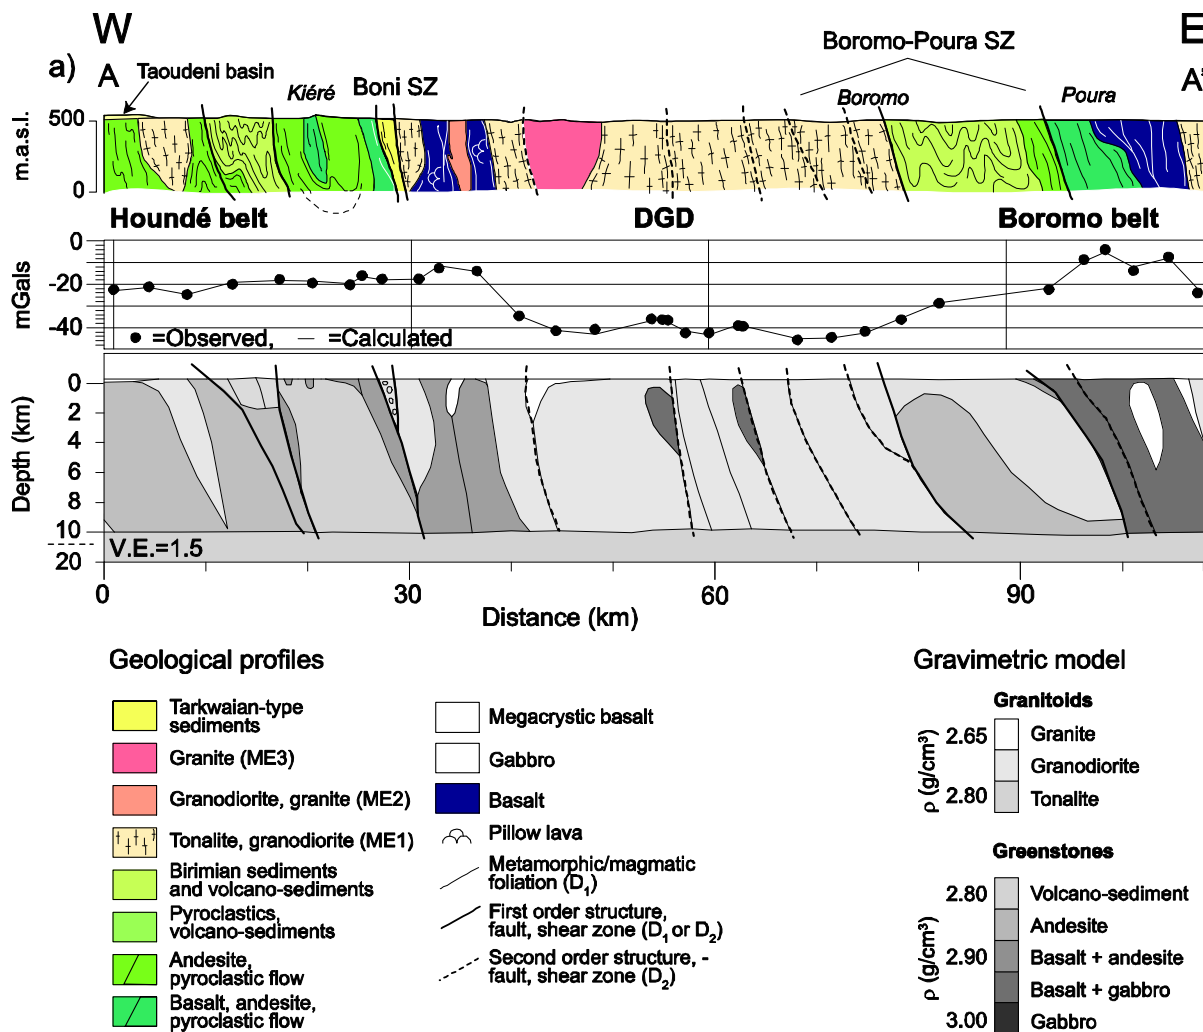 W
E
a)
A
Taoudeni basin
Kiéré
Boni SZ
Boromo-Poura SZ
Boromo
Poura
A'
m.a.s.l.
500
0
Houndé belt
DGD
Boromo belt
mGals
0
-20
-40
=Observed, — =Calculated
Depth (km)
0
2
4
6
8
10
20
V.E.=1.5
0
30
60
90
Distance (km)
Geological profiles
Tarkwaian-type
sediments
Granite (ME3)
Granodiorite, granite (ME2)
Tonalite, granodiorite (ME1)
Birimian sediments
and volcano-sediments
Pyroclastics,
volcano-sediments
Andesite,
pyroclastic flow
Basalt, andesite,
pyroclastic flow
Megacrystic basalt
Gabbro
Basalt
Pillow lava
Metamorphic/magmatic
foliation (D₁)
First order structure,
fault, shear zone (D₁ or D₂)
Second order structure, -
fault, shear zone (D₂)
Gravimetric model
Granitoids
ρ (g/cm³)
2.65
2.80
Granite
Granodiorite
Tonalite
Greenstones
ρ (g/cm³)
2.80
2.90
3.00
Volcano-sediment
Andesite
Basalt + andesite
Basalt + gabbro
Gabbro